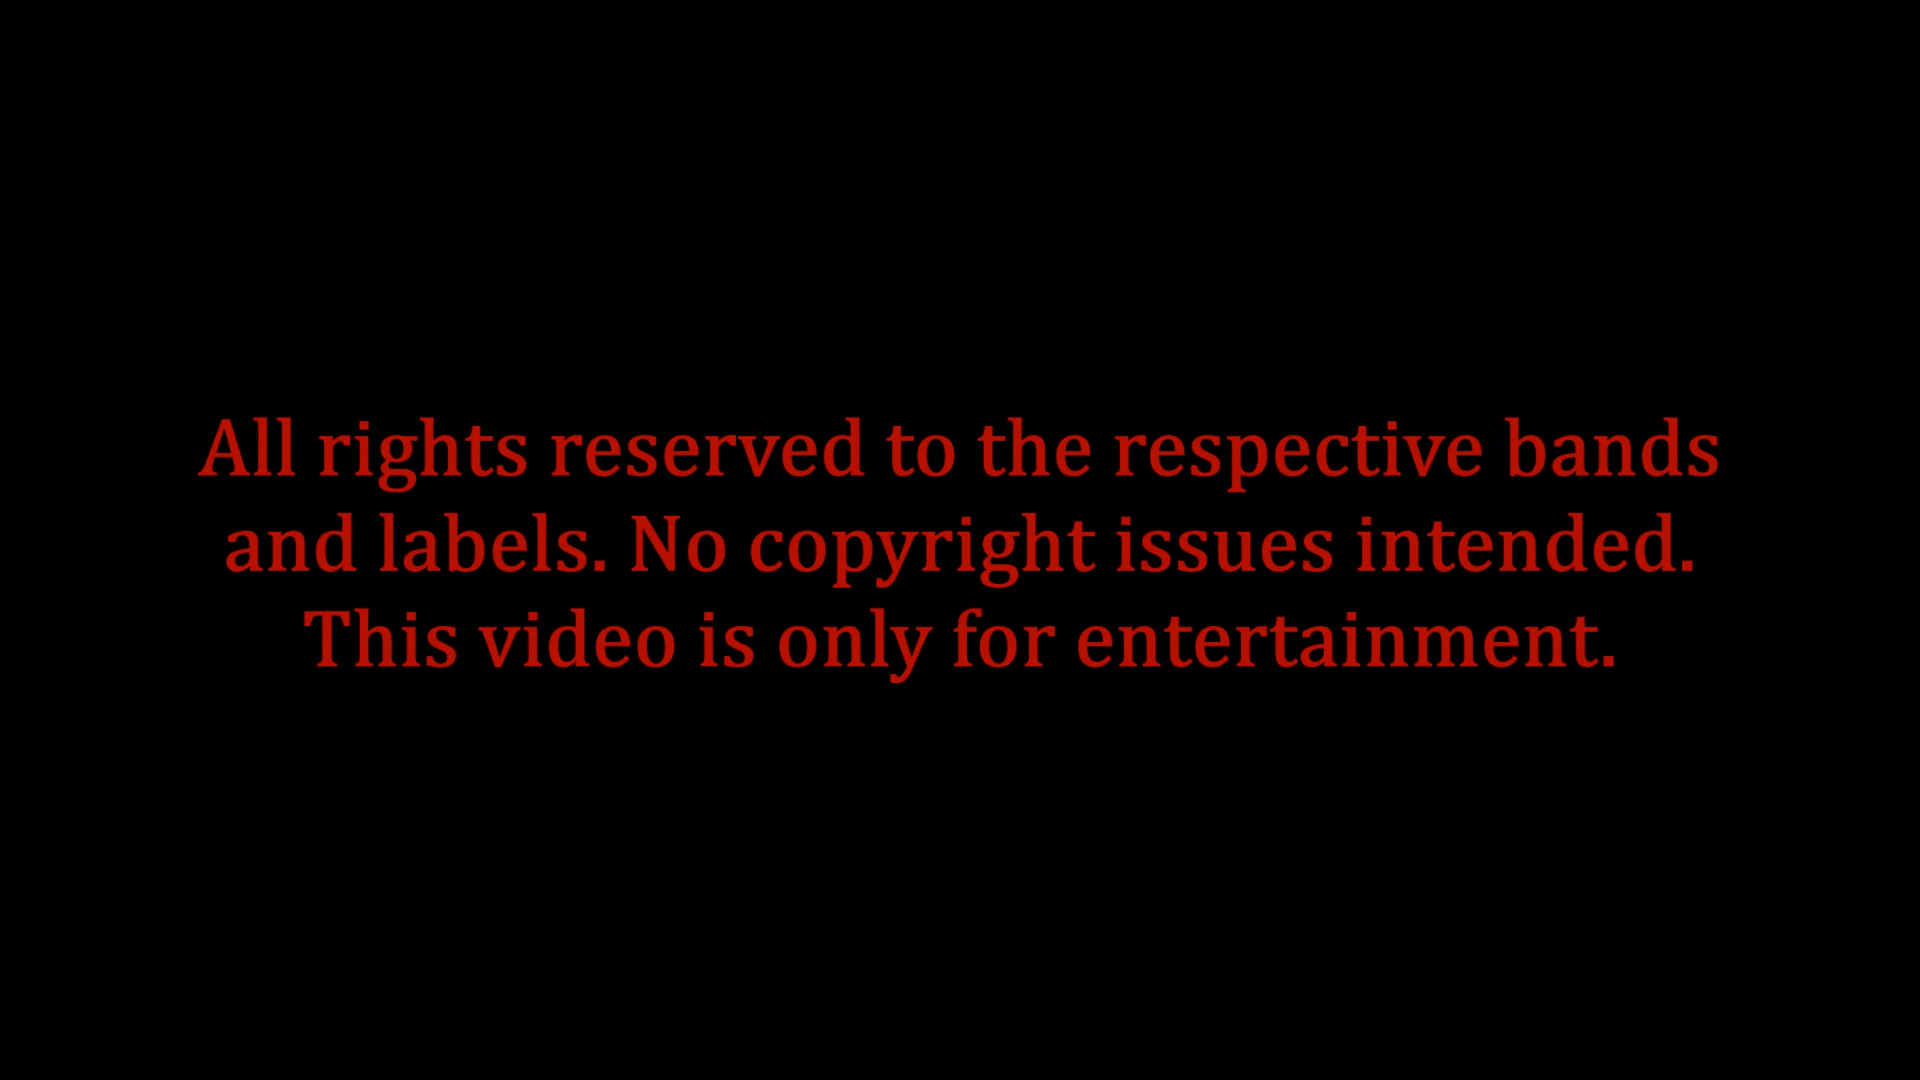 All rights reserved to the respective bands
and labels. No copyright issues intended.
This video is only for entertainment.